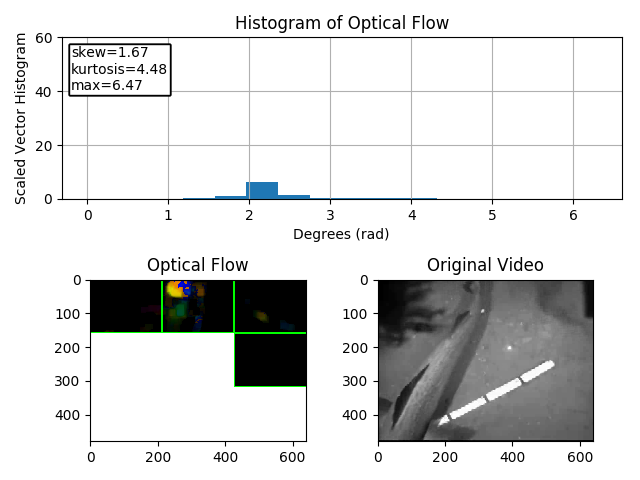 Histogram of Optical Flow
Scaled Vector Histogram
60
40
20
0
skew=1.67
kurtosis=4.48
max=6.47
0 1 2 3 4 5 6
Degrees (rad)
Optical Flow
0
100
200
300
400
0 200 400 600
Original Video
0
100
200
300
400
0 200 400 600